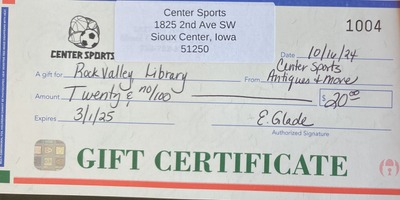 Center Sports
1825 2nd Ave SW
Sioux Center, Iowa
51250
1004
CENTER SPORTS
Date 10/16/24
A gift for Rock Valley Library
From Center Sports
Antiques & More
Amount Twenty & no/100
$ 20.00
Expires 3/1/25
E. Glade
Authorized Signature
GIFT CERTIFICATE